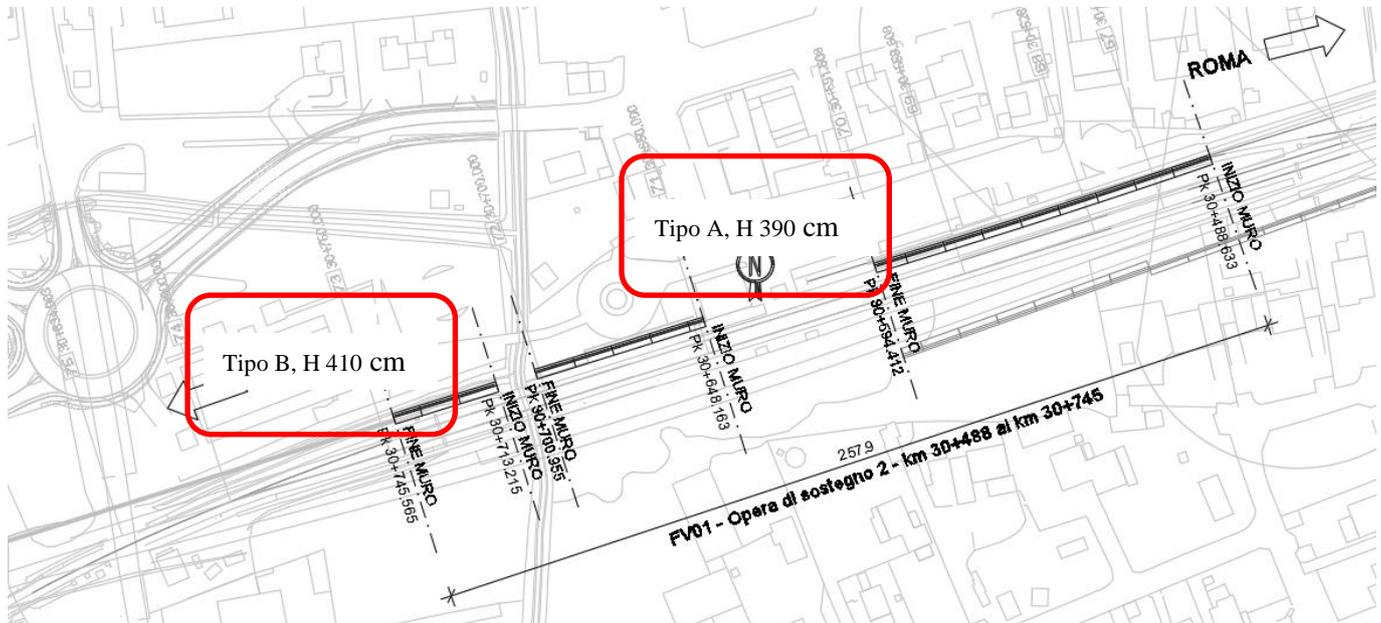 ROMA
Tipo A, H 390 cm
Tipo B, H 410 cm
N
INIZIO MURO
Pk 30+488.633
FINE MURO
Pk 30+594.412
INIZIO MURO
Pk 30+648.163
FINE MURO
Pk 30+700.955
INIZIO MURO
Pk 30+713.215
FINE MURO
Pk 30+745.565
257.9
FV01 - Opera di sostegno 2 - km 30+488 al km 30+745